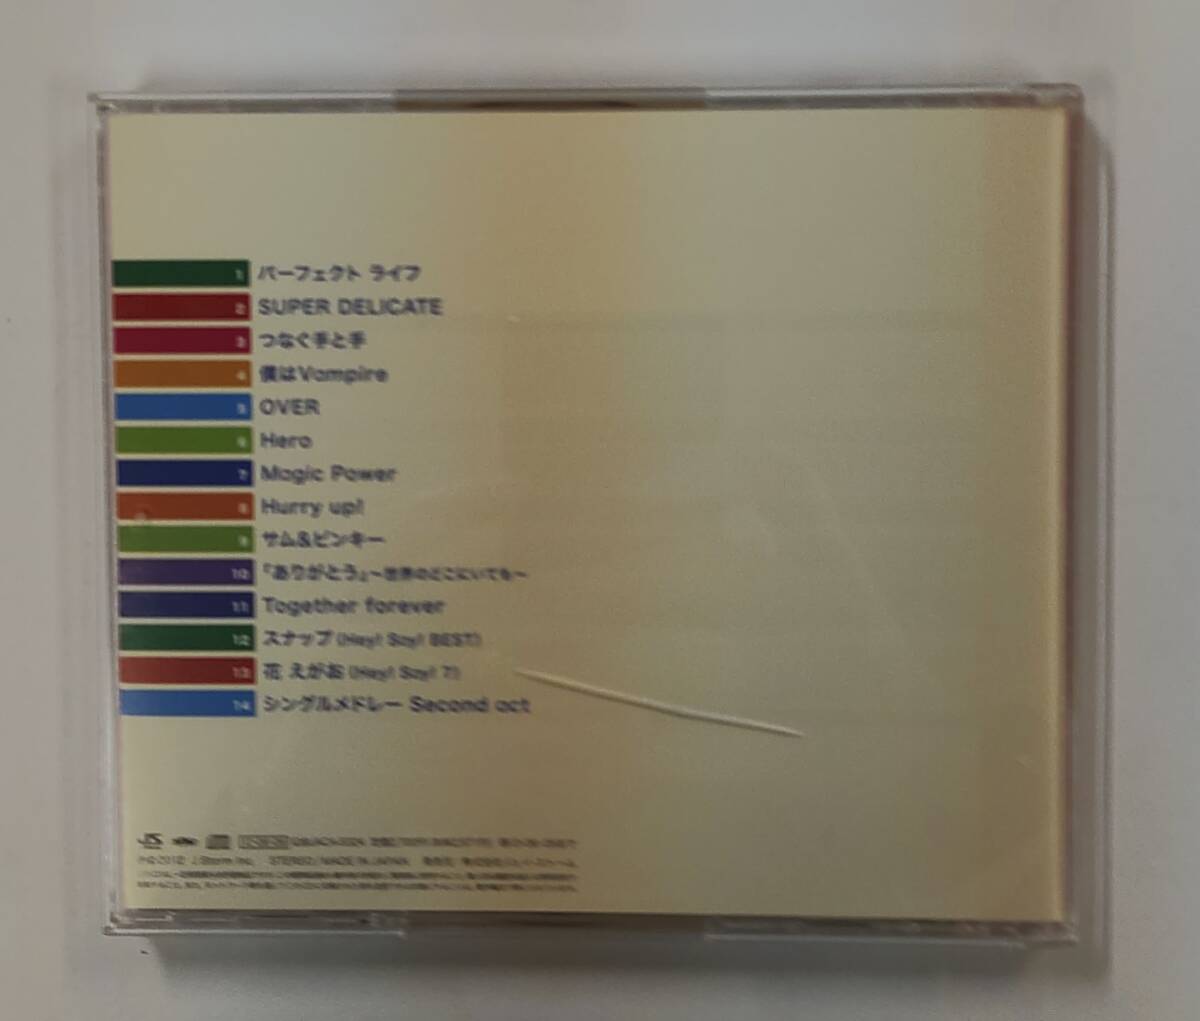 1 パーフェクト ライフ
2 SUPER DELICATE
3 つなぐ手と手
4 僕はVampire
5 OVER
6 Hero
7 Magic Power
8 Hurry up!
9 サム&ピンキー
10 『ありがとう』～世界のどこにいても～
11 Together forever
12 スナップ (Hey! Say! BEST)
13 花 えがお (Hey! Say! 7)
14 シングルメドレー Second act
JS
℗©2012 J Storm Inc. STEREO / MADE IN JAPAN